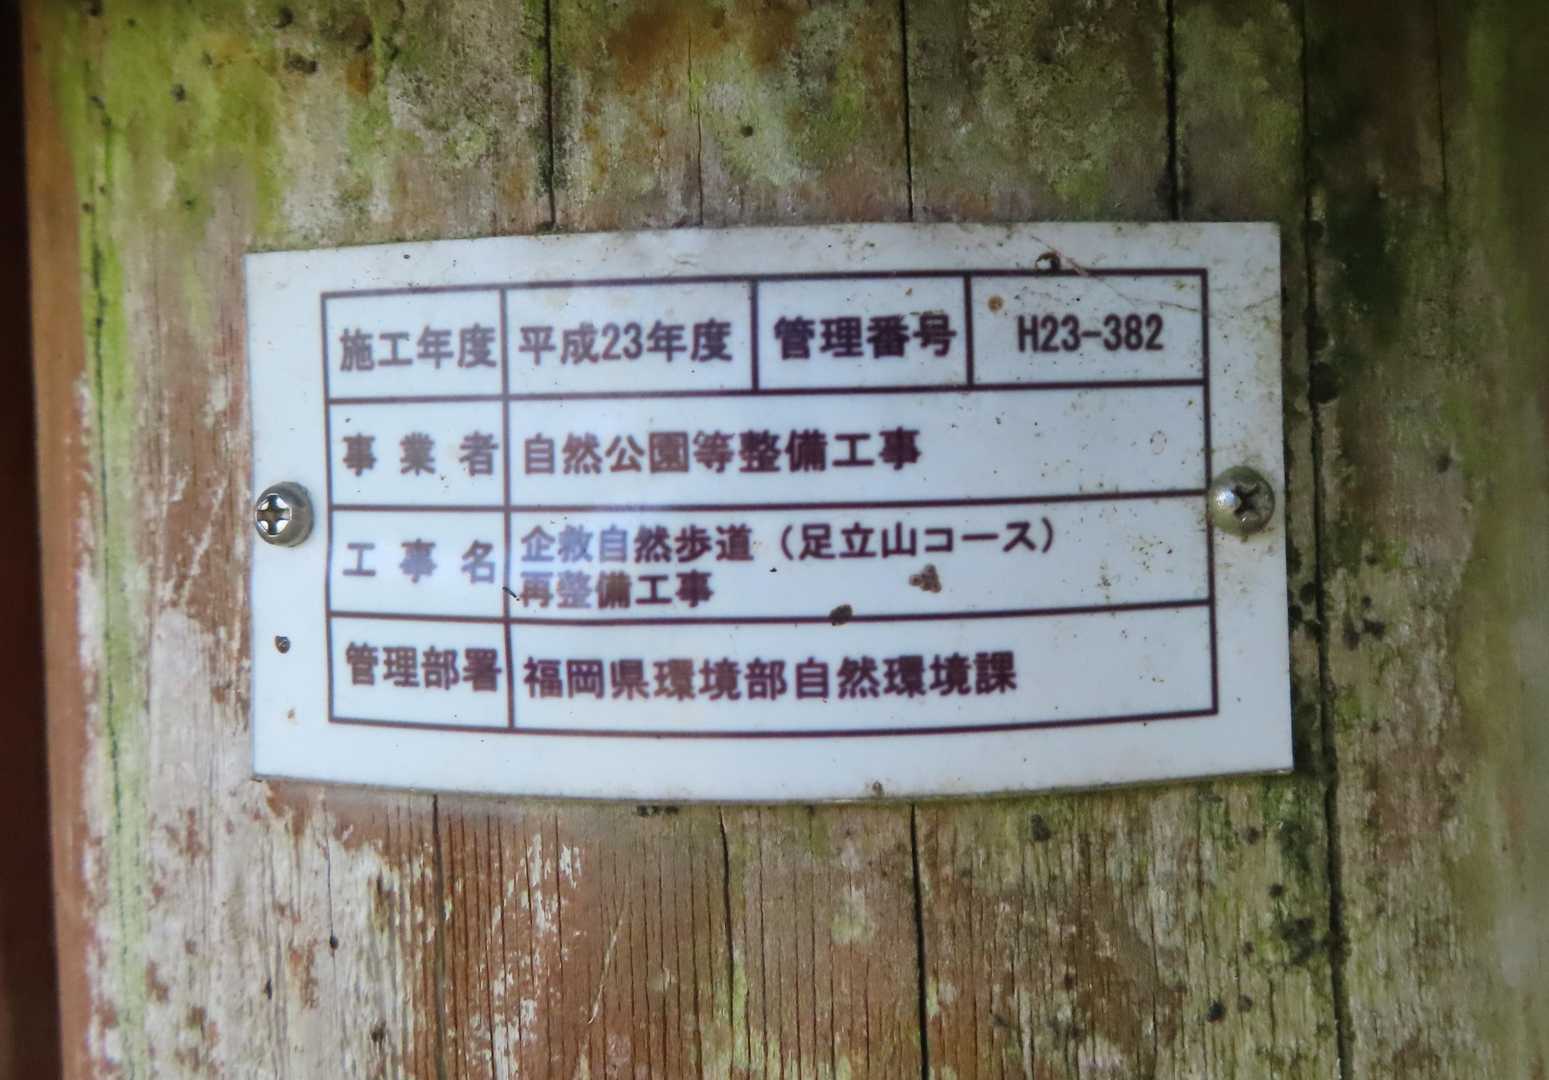 施工年度 平成23年度 管理番号 H23-382
事業者 自然公園等整備工事
工事名 企救自然歩道（足立山コース）
再整備工事
管理部署 福岡県環境部自然環境課